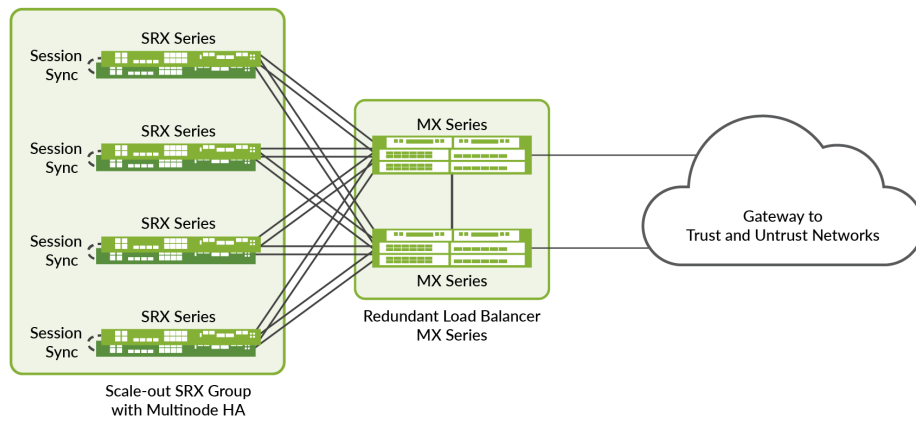 SRX Series
Session
Sync
SRX Series
Session
Sync
SRX Series
Session
Sync
SRX Series
Session
Sync
Scale-out SRX Group
with Multinode HA
MX Series
MX Series
Redundant Load Balancer
MX Series
Gateway to
Trust and Untrust Networks